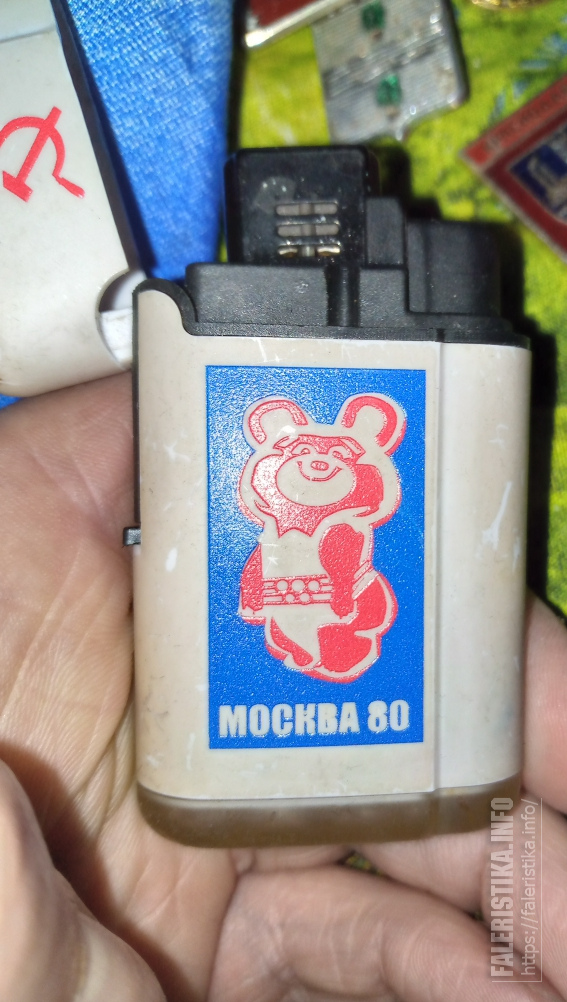 МОСКВА 80
FALERISTIKA.INFO
https://faleristika.info/